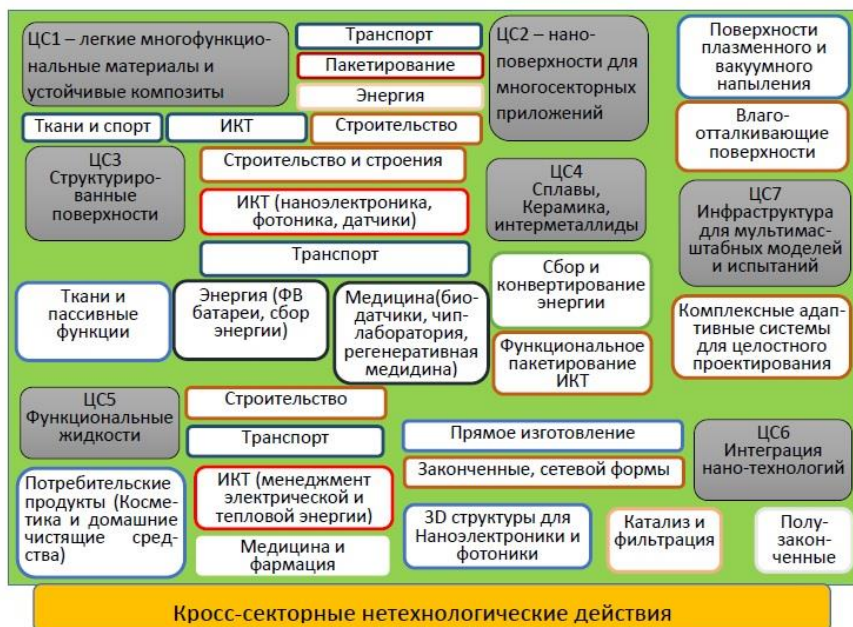 ЦС1 – легкие многофункцио-
нальные материалы и
устойчивые композиты
Транспорт
Пакетирование
Энергия
ЦС2 – нано-
поверхности для
многосекторных
приложений
Поверхности
плазменного и
вакуумного
напыления
Ткани и спорт
ИКТ
Строительство
Влаго-
отталкивающие
поверхности
ЦС3
Структуриро-
ванные
поверхности
Строительство и строения
ИКТ (наноэлектроника,
фотоника, датчики)
Транспорт
ЦС4
Сплавы,
Керамика,
интерметаллиды
ЦС7
Инфраструктура
для мультимас-
штабных моделей
и испытаний
Ткани и
пассивные
функции
Энергия (ФВ
батареи, сбор
энергии)
Медицина(био-
датчики, чип-
лаборатория,
регенеративная
медидина)
Сбор и
конвертирование
энергии
Функциональное
пакетирование
ИКТ
Комплексные адап-
тивные системы
для целостного
проектирования
ЦС5
Функциональные
жидкости
Строительство
Транспорт
Прямое изготовление
Законченные, сетевой формы
ЦС6
Интеграция
нано-технологий
Потребительские
продукты (Косме-
тика и домашние
чистящие сред-
ства)
ИКТ (менеджмент
электрической и
тепловой энергии)
Медицина и
фармация
3D структуры для
Наноэлектроники и
фотоники
Катализ и
фильтрация
Полу-
законченные
Кросс-секторные нетехнологические действия